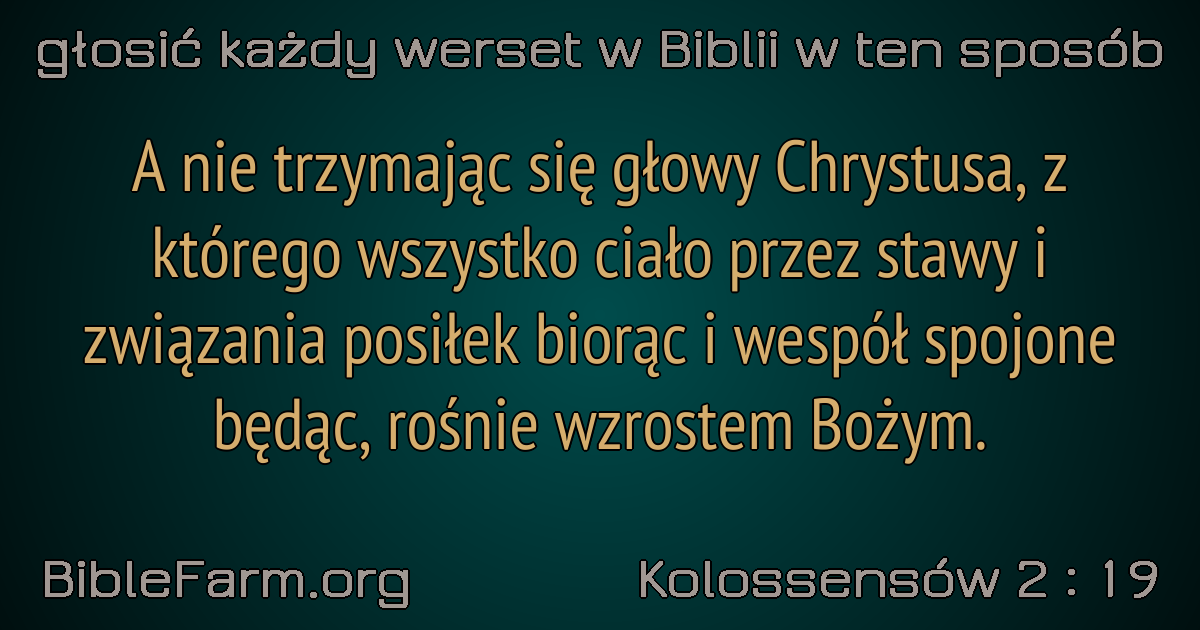 głosić każdy werset w Biblii w ten sposób
A nie trzymając się głowy Chrystusa, z
którego wszystko ciało przez stawy i
związania posiłek biorąc i wespół spojone
będąc, rośnie wzrostem Bożym.
BibleFarm.org
Kolossensów 2 : 19